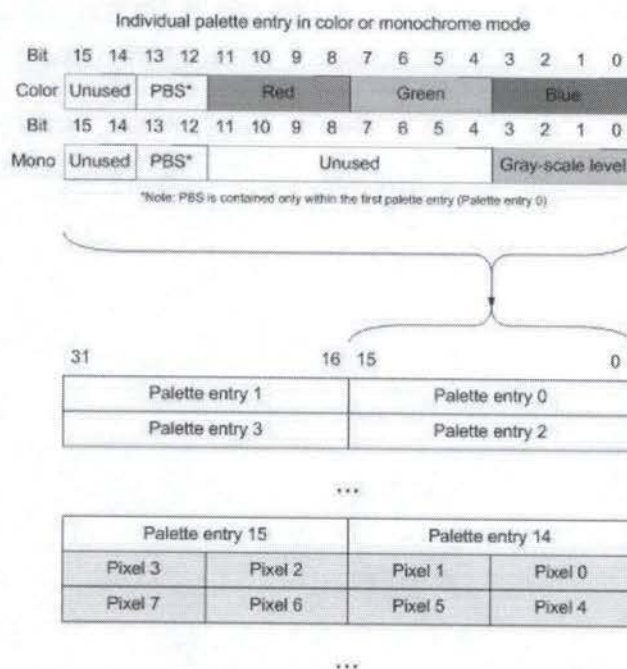 Individual palette entry in color or monochrome mode
Bit 15 14 13 12 11 10 9 8 7 6 5 4 3 2 1 0
Color Unused PBS* Red Green Blue
Bit 15 14 13 12 11 10 9 8 7 6 5 4 3 2 1 0
Mono Unused PBS* Unused Gray-scale level
*Note: PBS is contained only within the first palette entry (Palette entry 0)
31 16 15 0
Palette entry 1 Palette entry 0
Palette entry 3 Palette entry 2
...
Palette entry 15 Palette entry 14
Pixel 3 Pixel 2 Pixel 1 Pixel 0
Pixel 7 Pixel 6 Pixel 5 Pixel 4
...